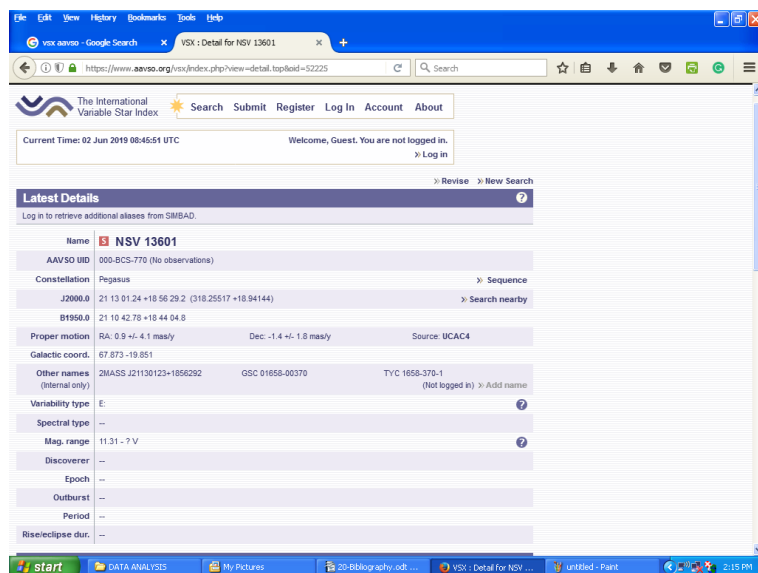 File Edit View History Bookmarks Tools Help
vsx aavso - Google Search × VSX : Detail for NSV 13601 × +
https://www.aavso.org/vsx/index.php?view=detail.top&oid=52225 Search
The International
Variable Star Index
Search Submit Register Log In Account About
Current Time: 02 Jun 2019 08:45:51 UTC Welcome, Guest. You are not logged in.
» Log in
» Revise » New Search
Latest Details ?
Log in to retrieve additional aliases from SIMBAD.
Name S NSV 13601
AAVSO UID 000-BCS-770 (No observations)
Constellation Pegasus » Sequence
J2000.0 21 13 01.24 +18 56 29.2 (318.25517 +18.94144) » Search nearby
B1950.0 21 10 42.78 +18 44 04.8
Proper motion RA: 0.9 +/- 4.1 mas/y Dec: -1.4 +/- 1.8 mas/y Source: UCAC4
Galactic coord. 67.873 -19.851
Other names 2MASS J21130123+1856292 GSC 01658-00370 TYC 1658-370-1
(Internal only) (Not logged in) » Add name
Variability type E: ?
Spectral type --
Mag. range 11.31 - ? V ?
Discoverer --
Epoch --
Outburst --
Period --
Rise/eclipse dur. --
start DATA ANALYSIS My Pictures 20-Bibliography.odt ... VSX : Detail for NSV ... untitled - Paint 2:15 PM